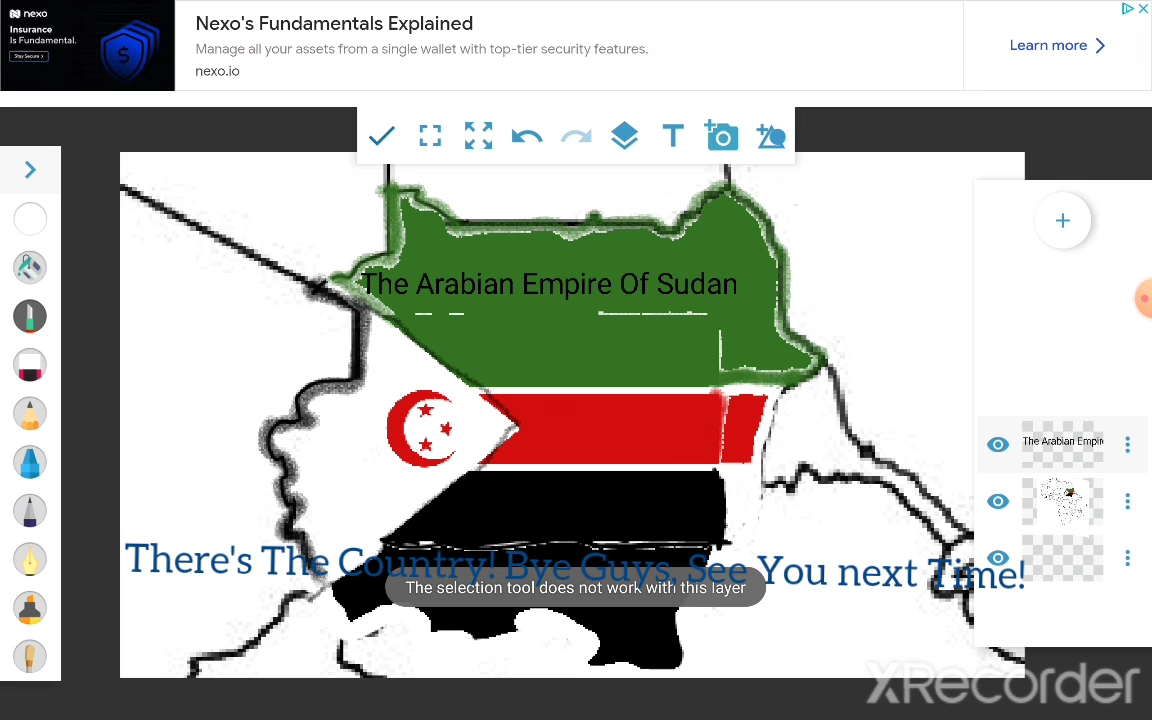 nexo
Insurance
Is Fundamental.
Stay Secure >
Nexo's Fundamentals Explained
Manage all your assets from a single wallet with top-tier security features.
nexo.io
Learn more
T
The Arabian Empire Of Sudan
The Arabian Empir
There's The Country! Bye Guys, See You next Time!
The selection tool does not work with this layer
XRecorder